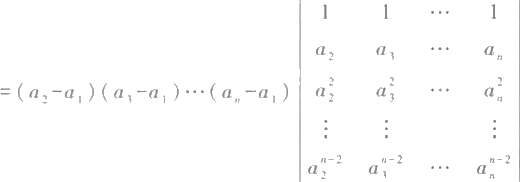 1 1 ⋯ 1
a₂ a₃ ⋯ aₙ
=(a₂-a₁)(a₃-a₁)⋯(aₙ-a₁) a₂² a₃² ⋯ aₙ²
⋮ ⋮ ⋮
a₂ⁿ⁻² a₃ⁿ⁻² ⋯ aₙⁿ⁻²